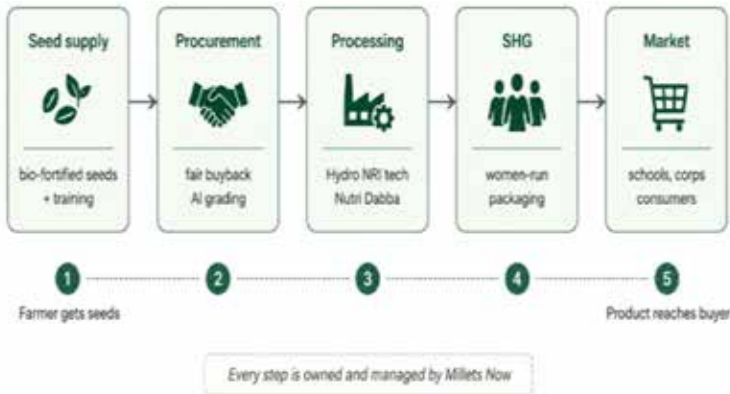 Seed supply
Procurement
Processing
SHG
Market
bio-fortified seeds
+ training
fair buyback
AI grading
Hydro NRI tech
Nutri Dabba
women-run
packaging
schools, corps
consumers
1
2
3
4
5
Farmer gets seeds
Product reaches buyer
Every step is owned and managed by Millets Now